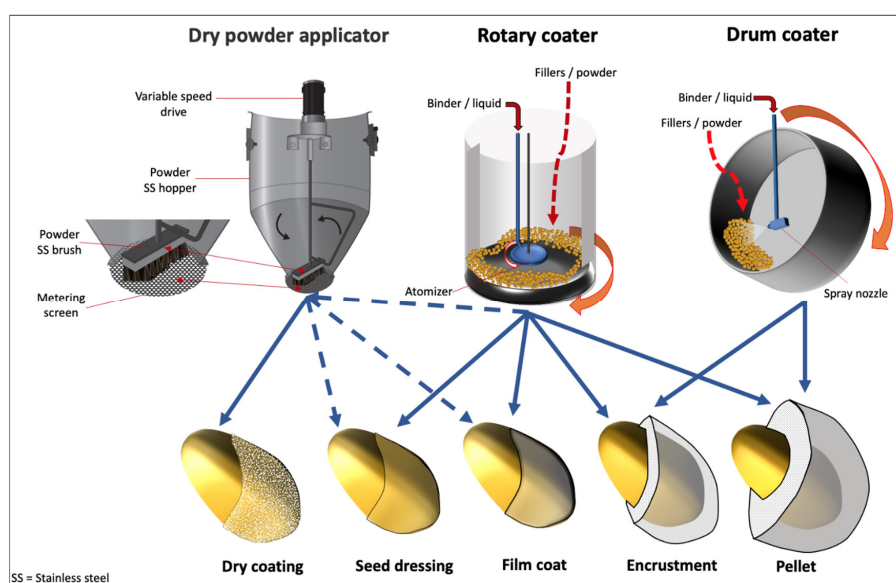 Dry powder applicator
Rotary coater
Drum coater
Variable speed
drive
Powder
SS hopper
Powder
SS brush
Metering
screen
Fillers / powder
Binder / liquid
Atomizer
Binder / liquid
Fillers / powder
Spray nozzle
Dry coating
Seed dressing
Film coat
Encrustment
Pellet
SS = Stainless steel